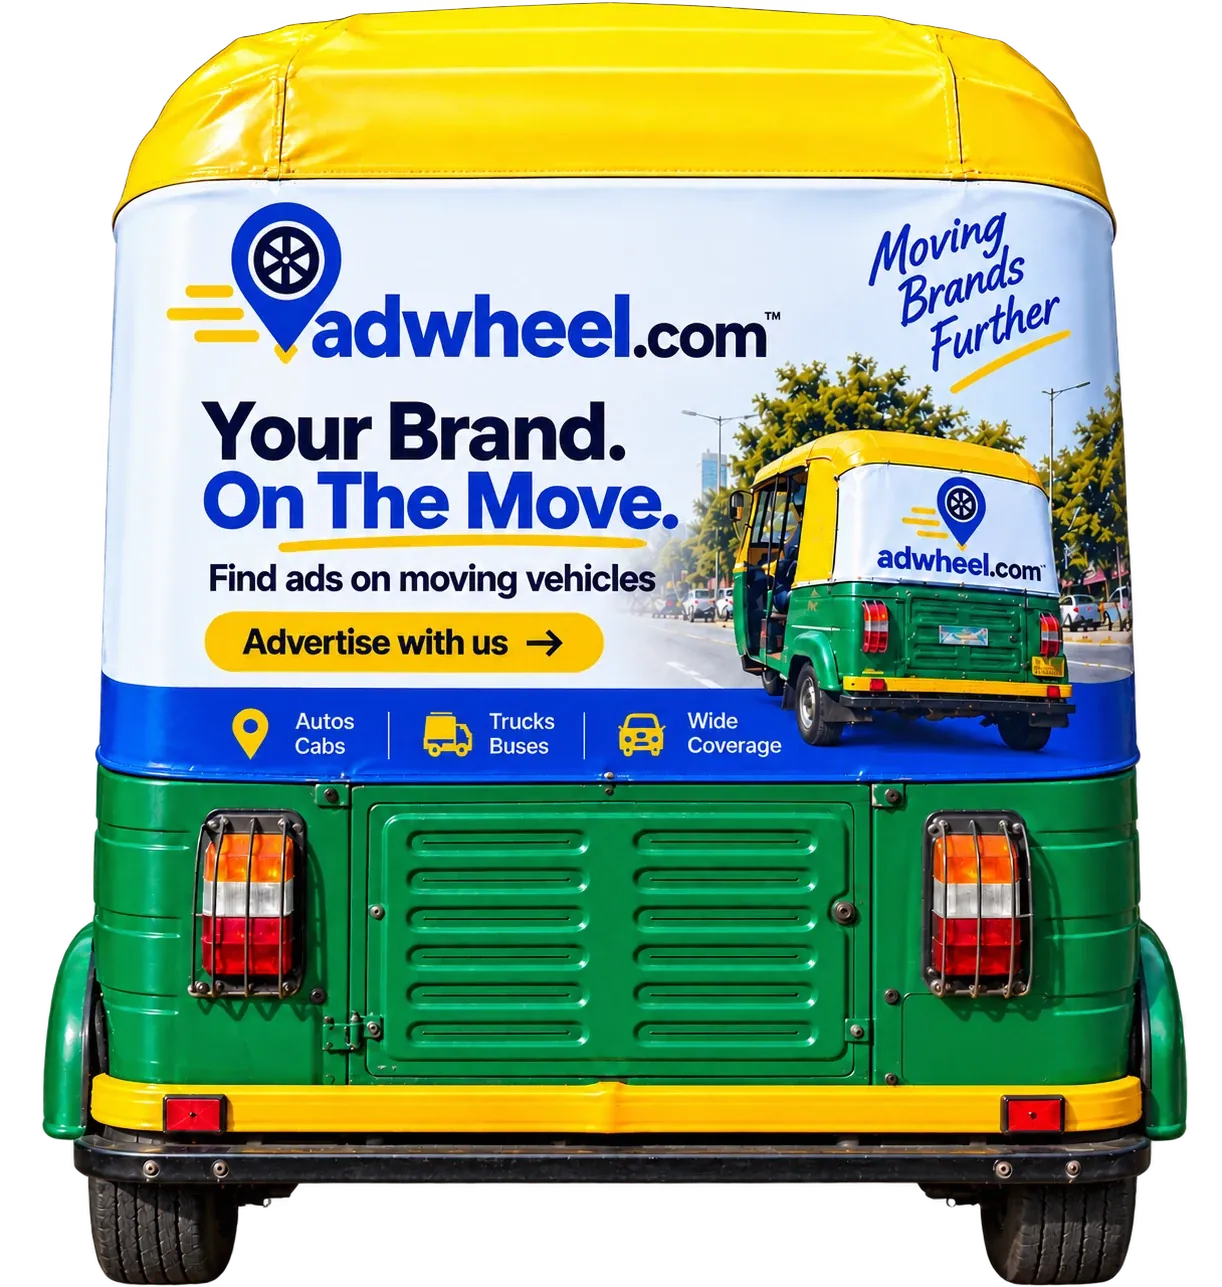 adwheel.com™
Moving
Brands
Further
Your Brand.
On The Move.
Find ads on moving vehicles
Advertise with us →
adwheel.com
Autos
Cabs
Trucks
Buses
Wide
Coverage